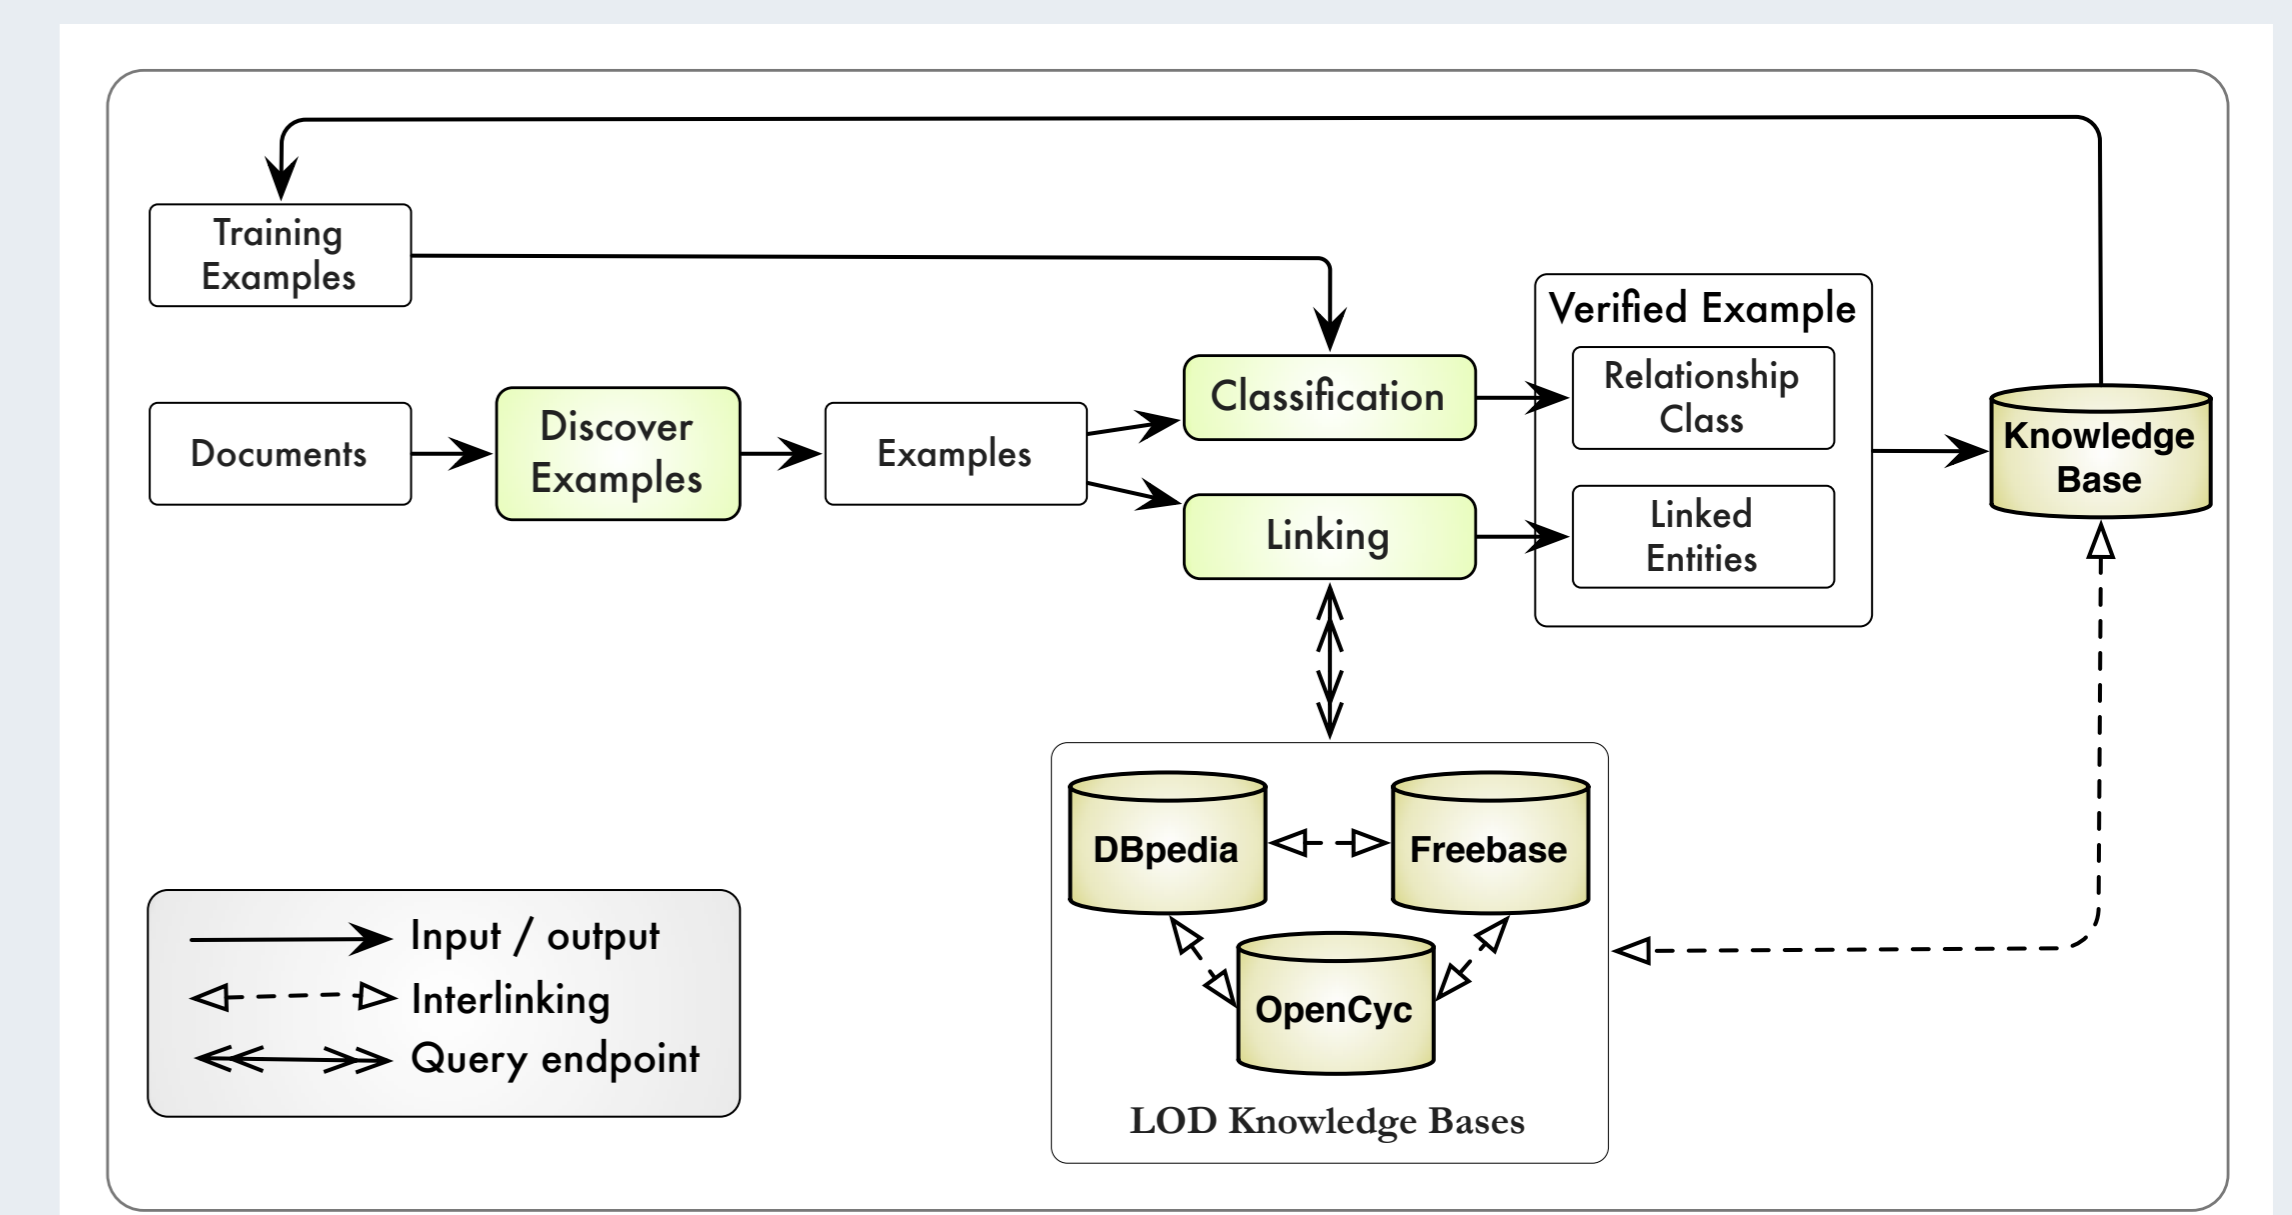 Training
Examples
Documents
Discover
Examples
Examples
Classification
Linking
Verified Example
Relationship
Class
Linked
Entities
Knowledge
Base
DBpedia
Freebase
OpenCyc
LOD Knowledge Bases
Input / output
Interlinking
Query endpoint